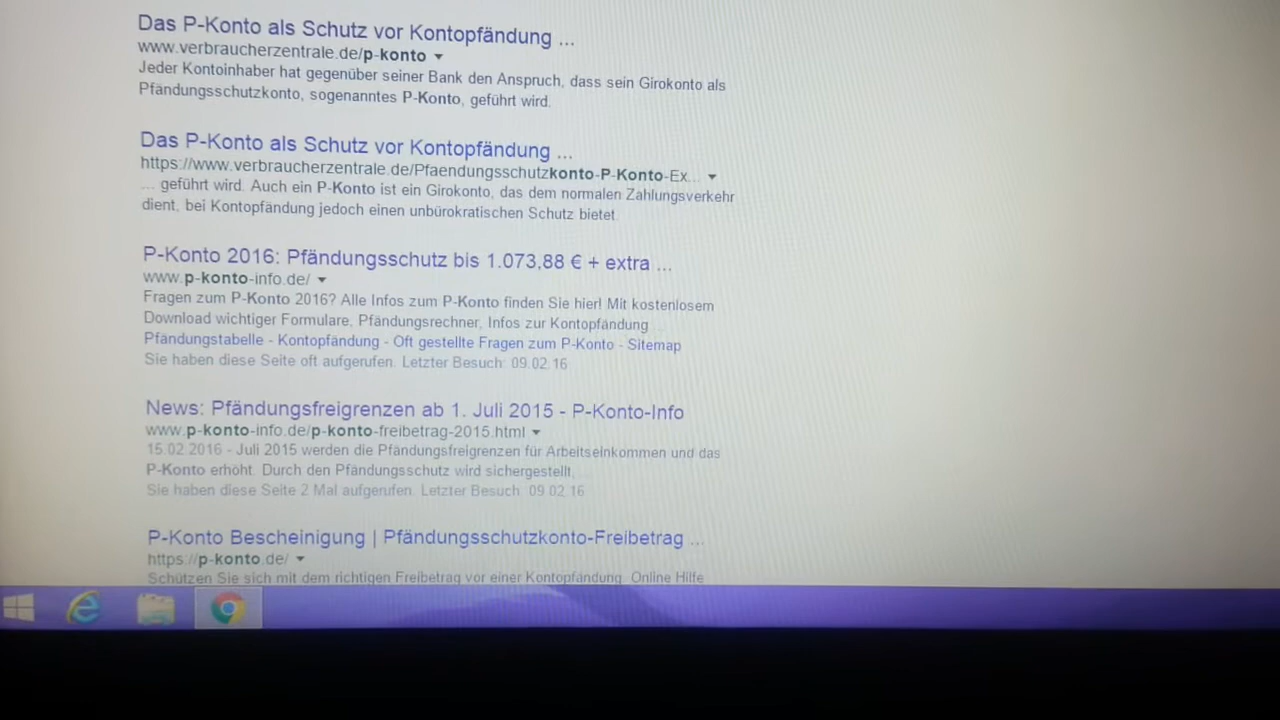 Das P-Konto als Schutz vor Kontopfändung ...
www.verbraucherzentrale.de/p-konto
Jeder Kontoinhaber hat gegenüber seiner Bank den Anspruch, dass sein Girokonto als
Pfändungsschutzkonto, sogenanntes P-Konto, geführt wird.
Das P-Konto als Schutz vor Kontopfändung ...
https://www.verbraucherzentrale.de/Pfaendungsschutzkonto-P-Konto-Ex...
... geführt wird. Auch ein P-Konto ist ein Girokonto, das dem normalen Zahlungsverkehr
dient, bei Kontopfändung jedoch einen unbürokratischen Schutz bietet.
P-Konto 2016: Pfändungsschutz bis 1.073,88 € + extra ...
www.p-konto-info.de/
Fragen zum P-Konto 2016? Alle Infos zum P-Konto finden Sie hier! Mit kostenlosem
Download wichtiger Formulare, Pfändungsrechner, Infos zur Kontopfändung ...
Pfändungstabelle - Kontopfändung - Oft gestellte Fragen zum P-Konto - Sitemap
Sie haben diese Seite oft aufgerufen. Letzter Besuch: 09.02.16
News: Pfändungsfreigrenzen ab 1. Juli 2015 - P-Konto-Info
www.p-konto-info.de/p-konto-freibetrag-2015.html
15.02.2016 - Juli 2015 werden die Pfändungsfreigrenzen für Arbeitseinkommen und das
P-Konto erhöht. Durch den Pfändungsschutz wird sichergestellt,
Sie haben diese Seite 2 Mal aufgerufen. Letzter Besuch: 09.02.16
P-Konto Bescheinigung | Pfändungsschutzkonto-Freibetrag ...
https://p-konto.de/
Schützen Sie sich mit dem richtigen Freibetrag vor einer Kontopfändung. Online Hilfe